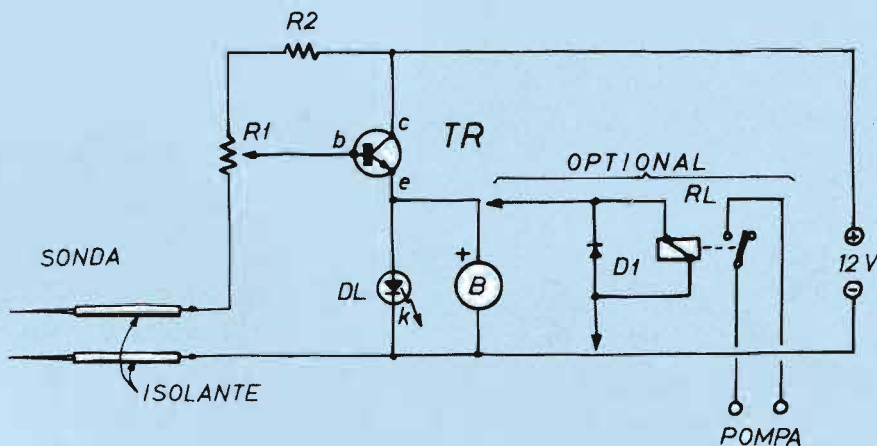 R2
R1
b
c
TR
e
OPTIONAL
RL
SONDA
DL
k
+
B
D1
+
12 V
-
ISOLANTE
POMPA